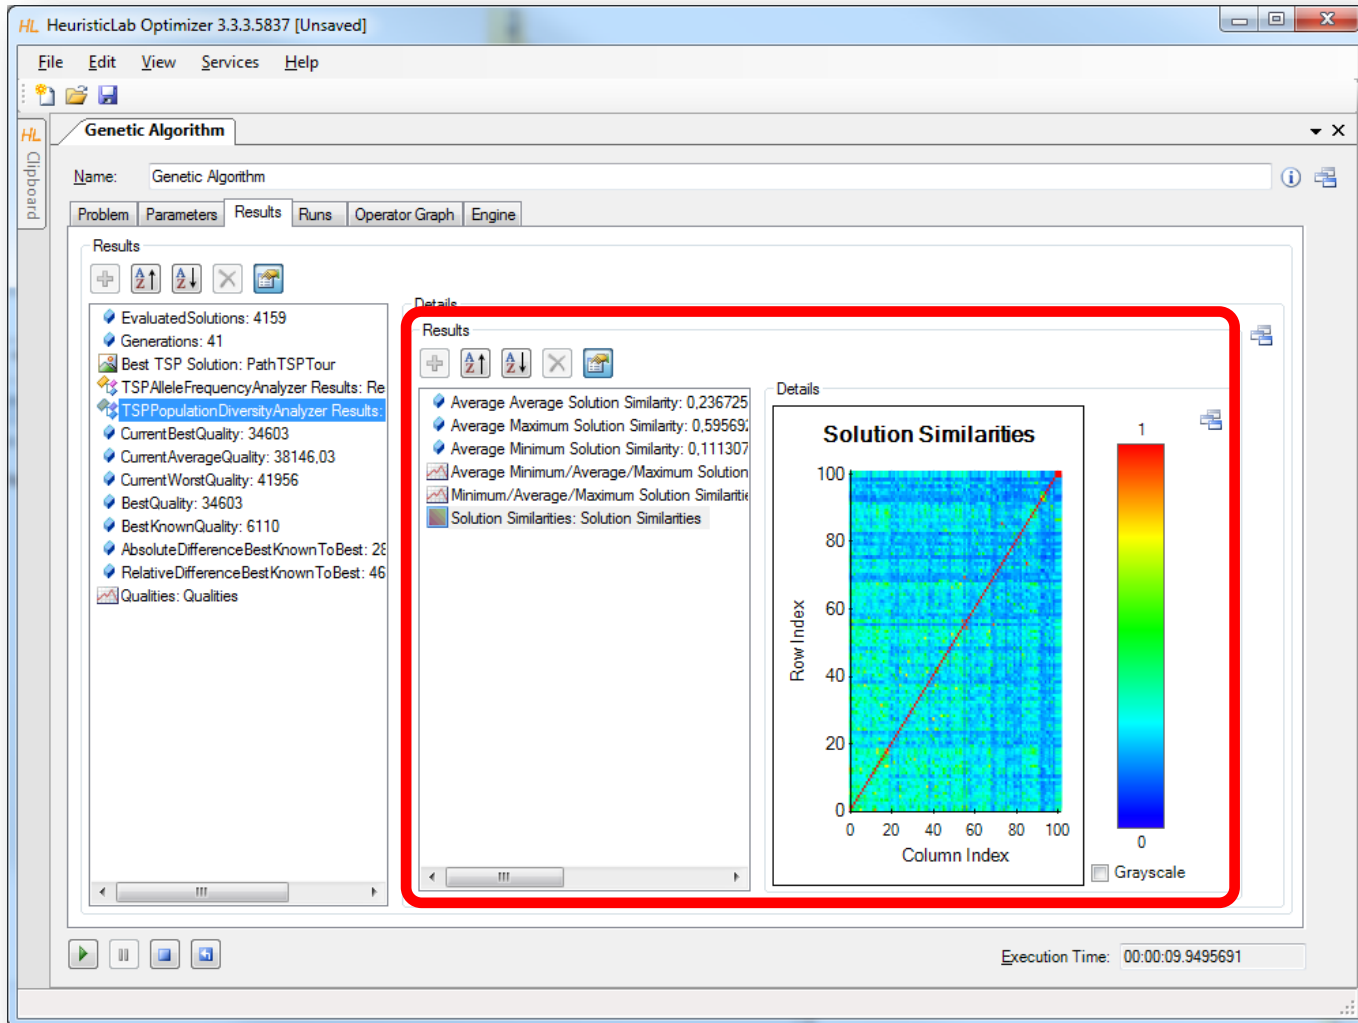 HL HeuristicLab Optimizer 3.3.3.5837 [Unsaved]
File Edit View Services Help
HL Clipboard
Genetic Algorithm
Name: Genetic Algorithm
Problem Parameters Results Runs Operator Graph Engine
Results
EvaluatedSolutions: 4159
Generations: 41
Best TSP Solution: PathTSPTour
TSPAlleleFrequencyAnalyzer Results: Re
TSPPopulationDiversityAnalyzer Results:
CurrentBestQuality: 34603
CurrentAverageQuality: 38146,03
CurrentWorstQuality: 41956
BestQuality: 34603
BestKnownQuality: 6110
AbsoluteDifferenceBestKnownToBest: 28
RelativeDifferenceBestKnownToBest: 46
Qualities: Qualities
Details
Results
Average Average Solution Similarity: 0,236725
Average Maximum Solution Similarity: 0,595692
Average Minimum Solution Similarity: 0,111307
Average Minimum/Average/Maximum Solution
Minimum/Average/Maximum Solution Similaritie
Solution Similarities: Solution Similarities
Details
Solution Similarities
100
80
60
40
20
0
Row Index
0 20 40 60 80 100
Column Index
1
0
Grayscale
Execution Time: 00:00:09.9495691